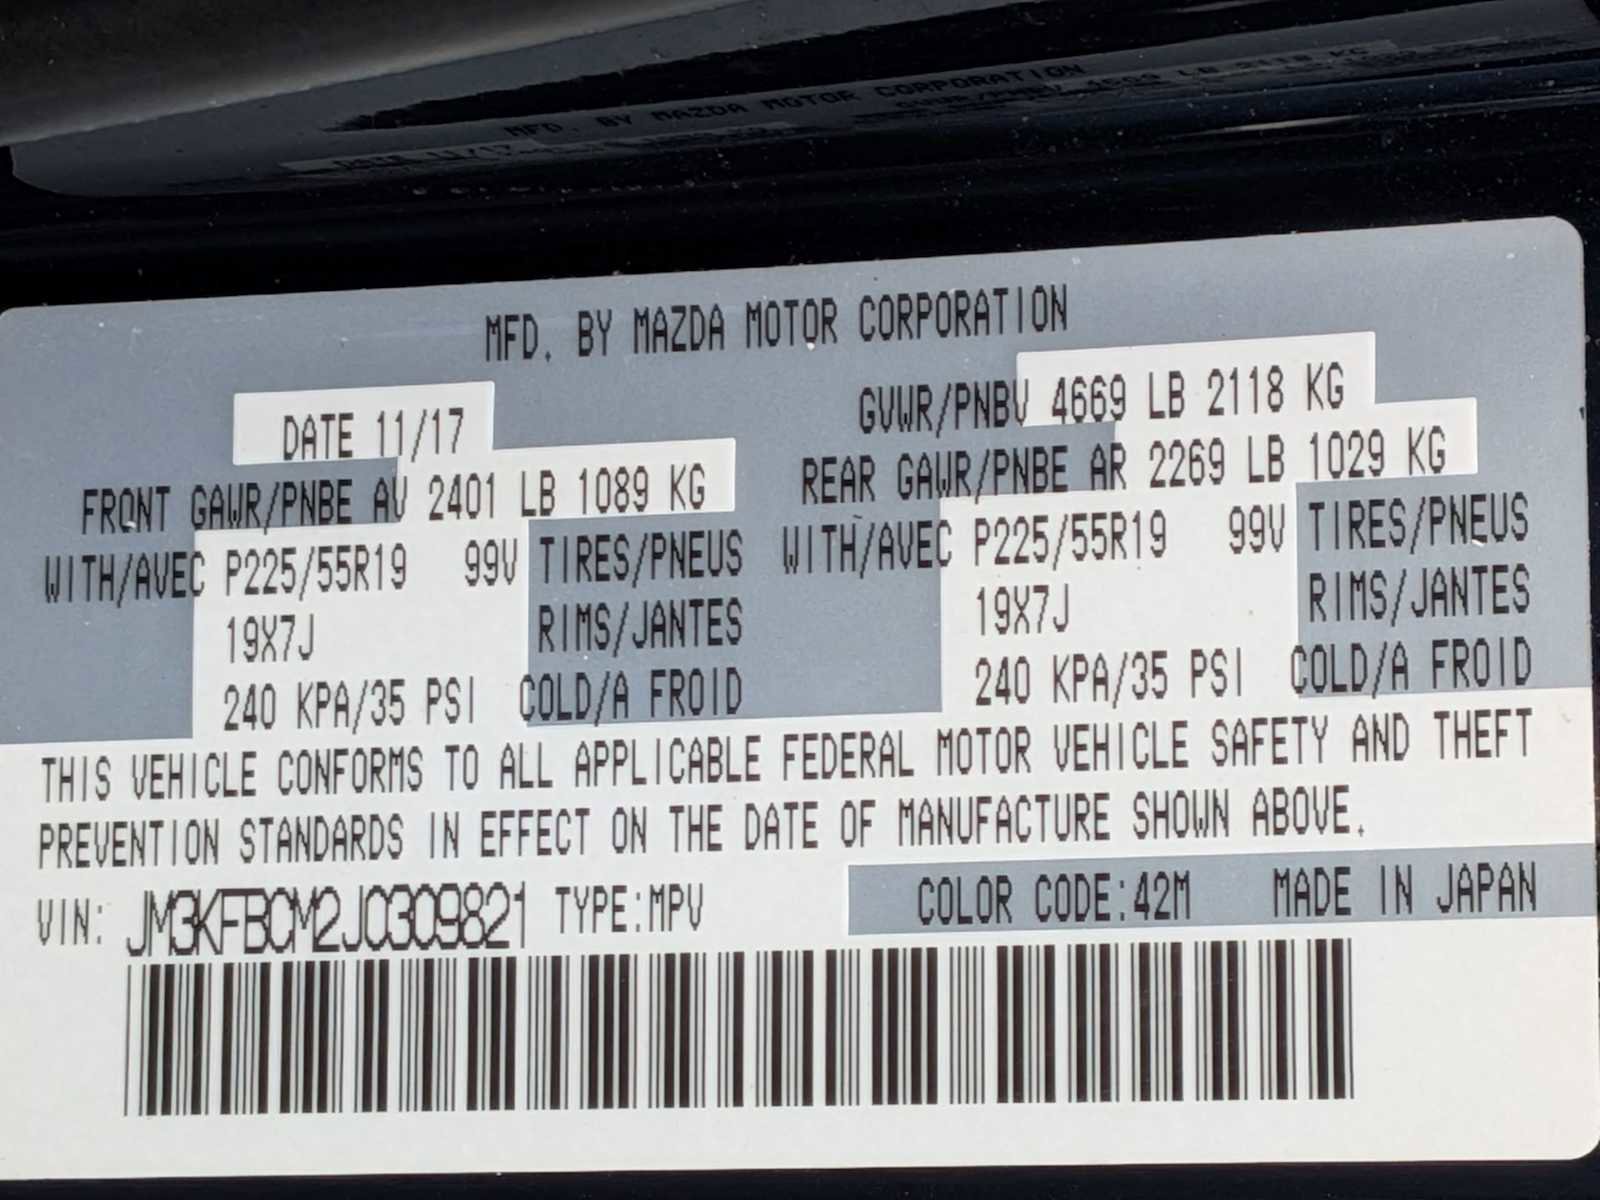 MFD. BY MAZDA MOTOR CORPORATION
DATE 11/17
FRONT GAWR/PNBE AV 2401 LB 1089 KG
WITH/AVEC P225/55R19 99V TIRES/PNEUS
19X7J RIMS/JANTES
240 KPA/35 PSI COLD/A FROID
GVWR/PNBV 4669 LB 2118 KG
REAR GAWR/PNBE AR 2269 LB 1029 KG
WITH/AVEC P225/55R19 99V TIRES/PNEUS
19X7J RIMS/JANTES
240 KPA/35 PSI COLD/A FROID
THIS VEHICLE CONFORMS TO ALL APPLICABLE FEDERAL MOTOR VEHICLE SAFETY AND THEFT
PREVENTION STANDARDS IN EFFECT ON THE DATE OF MANUFACTURE SHOWN ABOVE.
VIN: JM3KFBCM2J0309821 TYPE:MPV COLOR CODE:42M MADE IN JAPAN